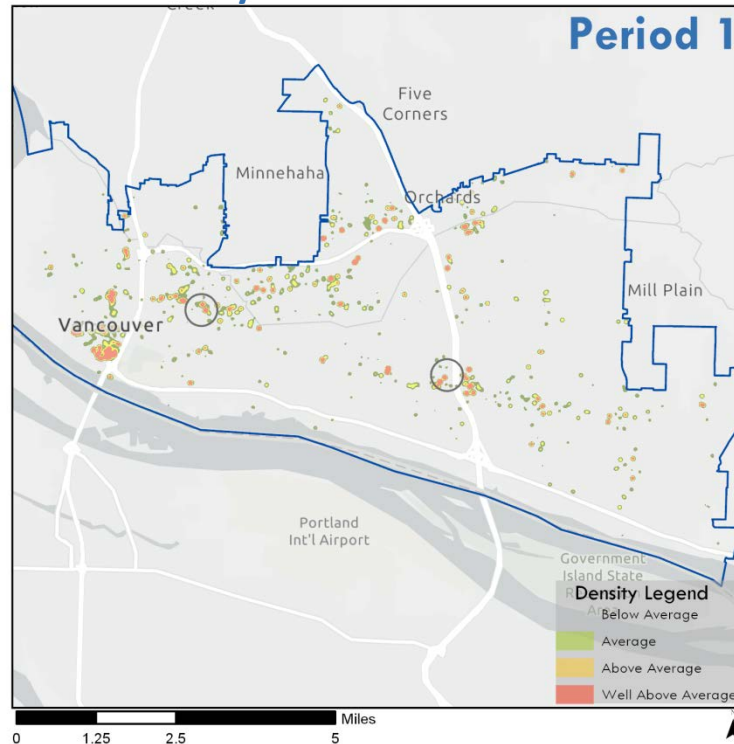 Creek
Period 1
Five
Corners
Minnehaha
Orchards
Mill Plain
Vancouver
Portland
Int'l Airport
Government
Island State
Density Legend
Below Average
Average
Above Average
Well Above Average
Miles
0 1.25 2.5 5